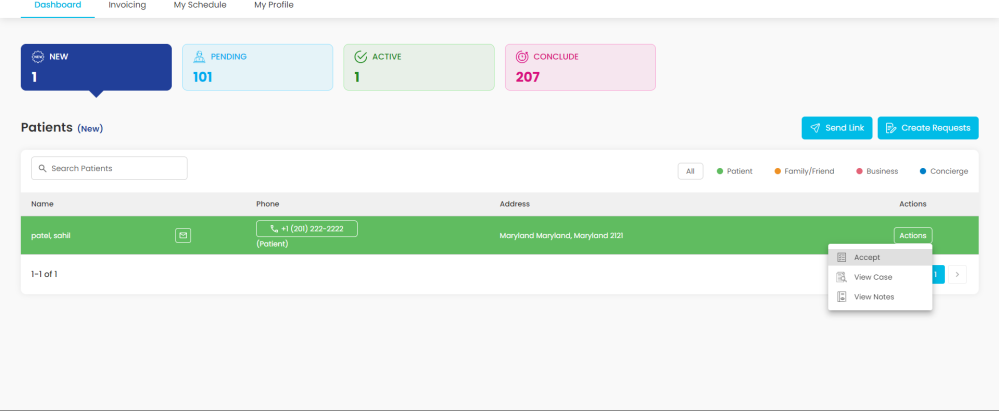 Dashboard Invoicing My Schedule My Profile
NEW PENDING ACTIVE CONCLUDE
1 101 1 207
Patients (New) Send Link Create Requests
Search Patients All Patient Family/Friend Business Concierge
Name Phone Address Actions
patel, sahil +1 (201) 222-2222 Maryland Maryland, Maryland 2121 Actions
(Patient)
Accept
1-1 of 1 1 >
View Case
View Notes